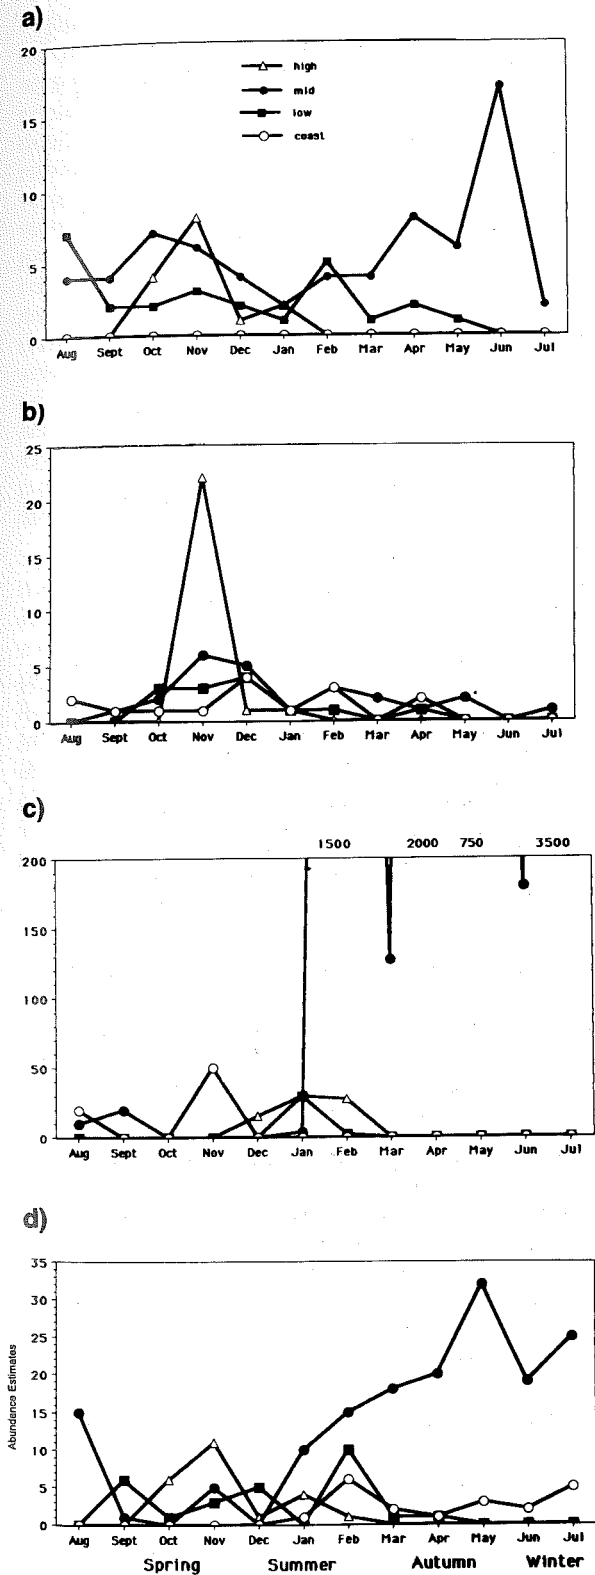 a)
20
15
10
5
0
high
mid
low
coast
Aug Sept Oct Nov Dec Jan Feb Mar Apr May Jun Jul
b)
25
20
15
10
5
0
Aug Sept Oct Nov Dec Jan Feb Mar Apr May Jun Jul
c)
1500 2000 750 3500
200
150
100
50
0
Aug Sept Oct Nov Dec Jan Feb Mar Apr May Jun Jul
d)
Abundance Estimates
35
30
25
20
15
10
5
0
Aug Sept Oct Nov Dec Jan Feb Mar Apr May Jun Jul
Spring Summer Autumn Winter